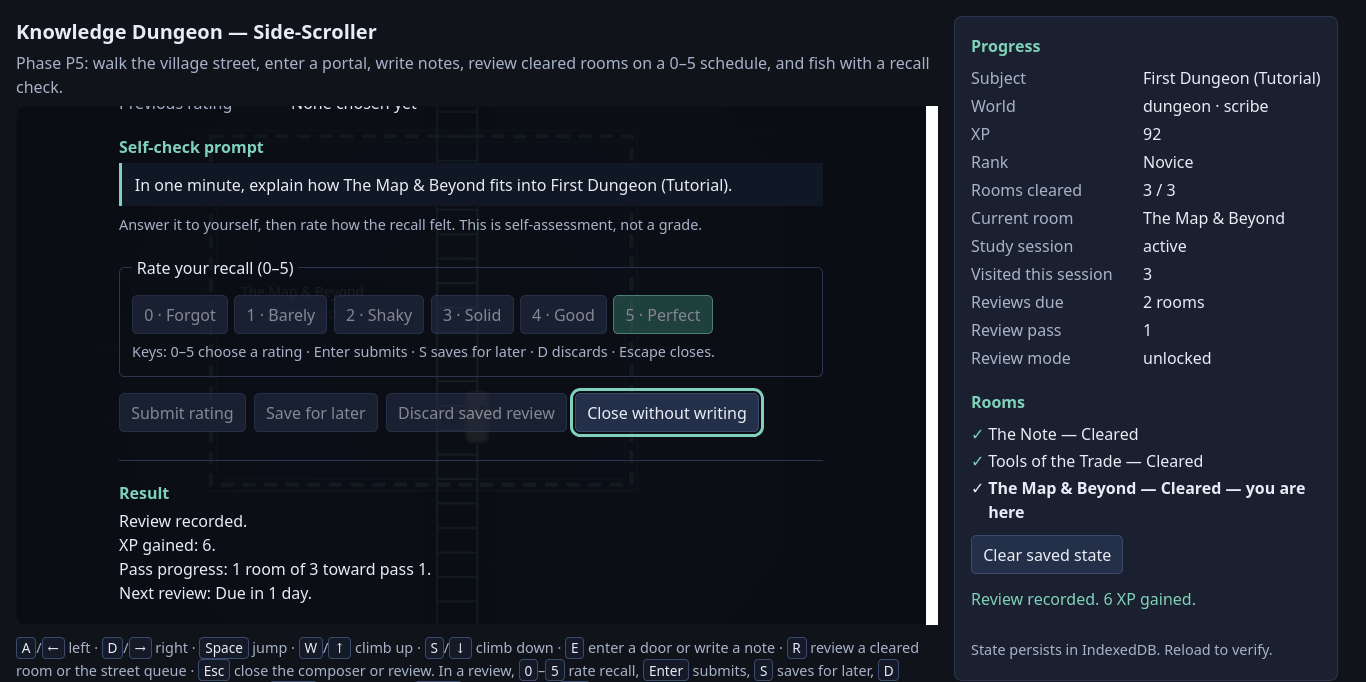 Knowledge Dungeon — Side-Scroller
Phase P5: walk the village street, enter a portal, write notes, review cleared rooms on a 0–5 schedule, and fish with a recall
check.
Previous rating None chosen yet
Self-check prompt
In one minute, explain how The Map & Beyond fits into First Dungeon (Tutorial).
Answer it to yourself, then rate how the recall felt. This is self-assessment, not a grade.
Rate your recall (0–5)
The Map & Beyond
0 · Forgot 1 · Barely 2 · Shaky 3 · Solid 4 · Good 5 · Perfect
Keys: 0–5 choose a rating · Enter submits · S saves for later · D discards · Escape closes.
Submit rating Save for later Discard saved review Close without writing
Result
Review recorded.
XP gained: 6.
Pass progress: 1 room of 3 toward pass 1.
Next review: Due in 1 day.
A/← left · D/→ right · Space jump · W/↑ climb up · S/↓ climb down · E enter a door or write a note · R review a cleared
room or the street queue · Esc close the composer or review. In a review, 0–5 rate recall, Enter submits, S saves for later, D
Progress
Subject First Dungeon (Tutorial)
World dungeon · scribe
XP 92
Rank Novice
Rooms cleared 3 / 3
Current room The Map & Beyond
Study session active
Visited this session 3
Reviews due 2 rooms
Review pass 1
Review mode unlocked
Rooms
✓ The Note — Cleared
✓ Tools of the Trade — Cleared
✓ The Map & Beyond — Cleared — you are
here
Clear saved state
Review recorded. 6 XP gained.
State persists in IndexedDB. Reload to verify.